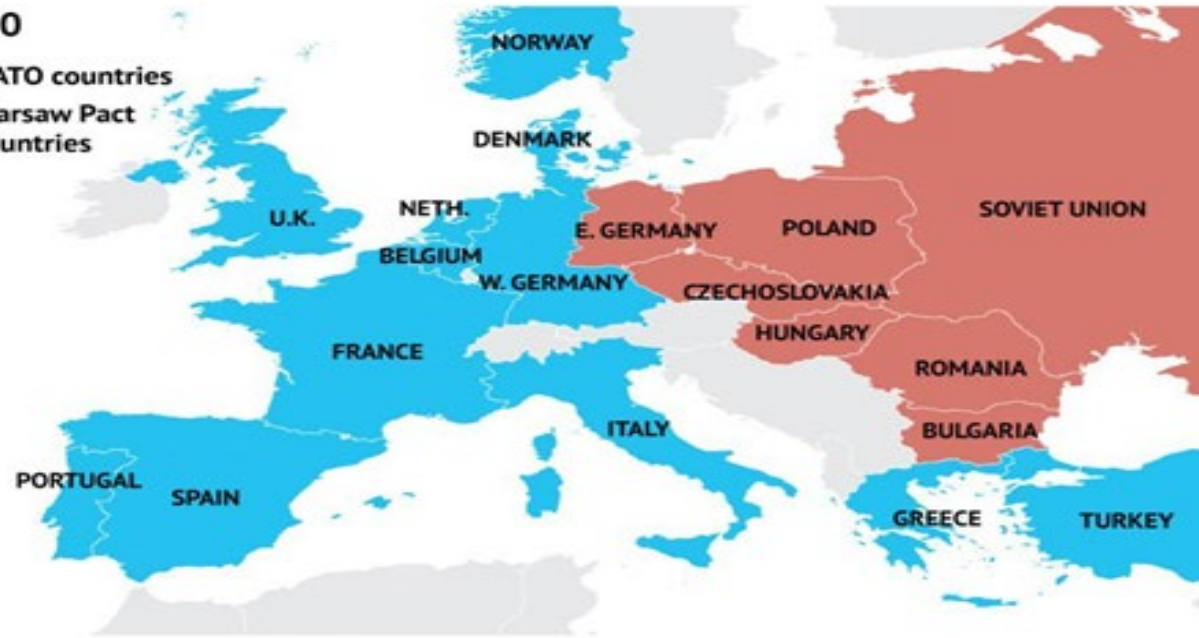 0
ATO countries
arsaw Pact
untries
NORWAY
DENMARK
NETH.
U.K.
BELGIUM
E. GERMANY
POLAND
SOVIET UNION
W. GERMANY
CZECHOSLOVAKIA
HUNGARY
FRANCE
ROMANIA
ITALY
BULGARIA
PORTUGAL
SPAIN
GREECE
TURKEY